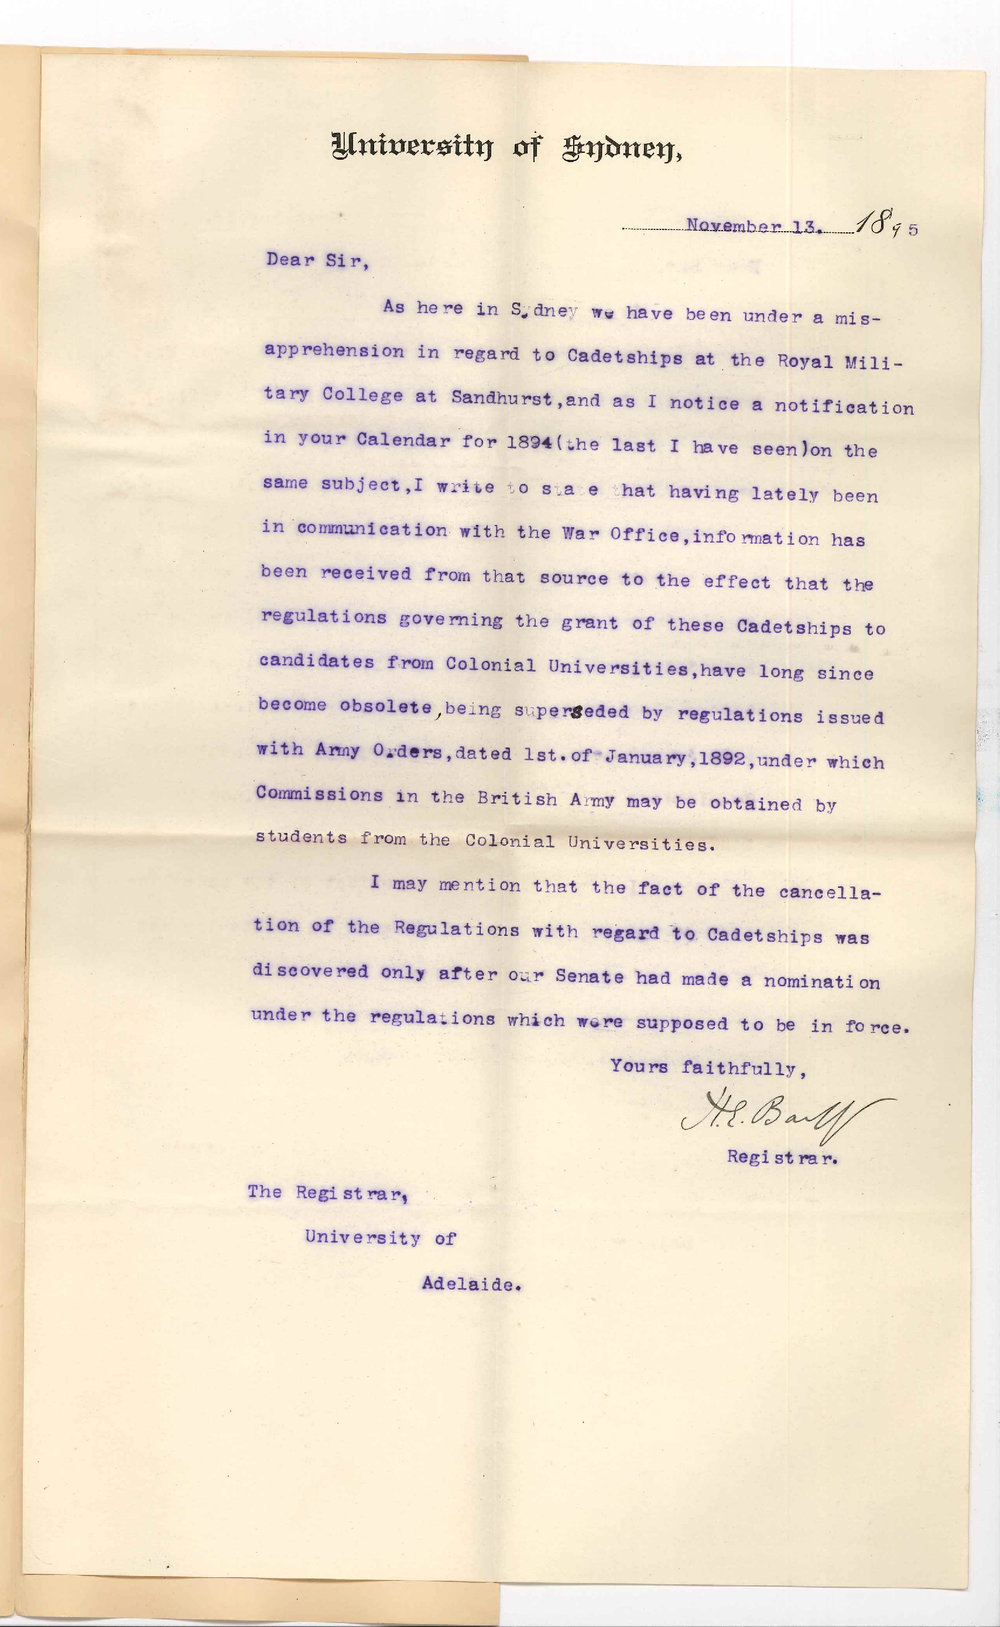 University of Sydney,
November 13. 1895
Dear Sir,
As here in Sydney we have been under a mis-
apprehension in regard to Cadetships at the Royal Mili-
tary College at Sandhurst,and as I notice a notification
in your Calendar for 1894(the last I have seen)on the
same subject,I write to state that having lately been
in communication with the War Office,information has
been received from that source to the effect that the
regulations governing the grant of these Cadetships to
candidates from Colonial Universities,have long since
become obsolete,being superseded by regulations issued
with Army Orders,dated 1st.of January,1892,under which
Commissions in the British Army may be obtained by
students from the Colonial Universities.
I may mention that the fact of the cancella-
tion of the Regulations with regard to Cadetships was
discovered only after our Senate had made a nomination
under the regulations which were supposed to be in force.
Yours faithfully,
H.E. Barff
Registrar.
The Registrar,
University of
Adelaide.